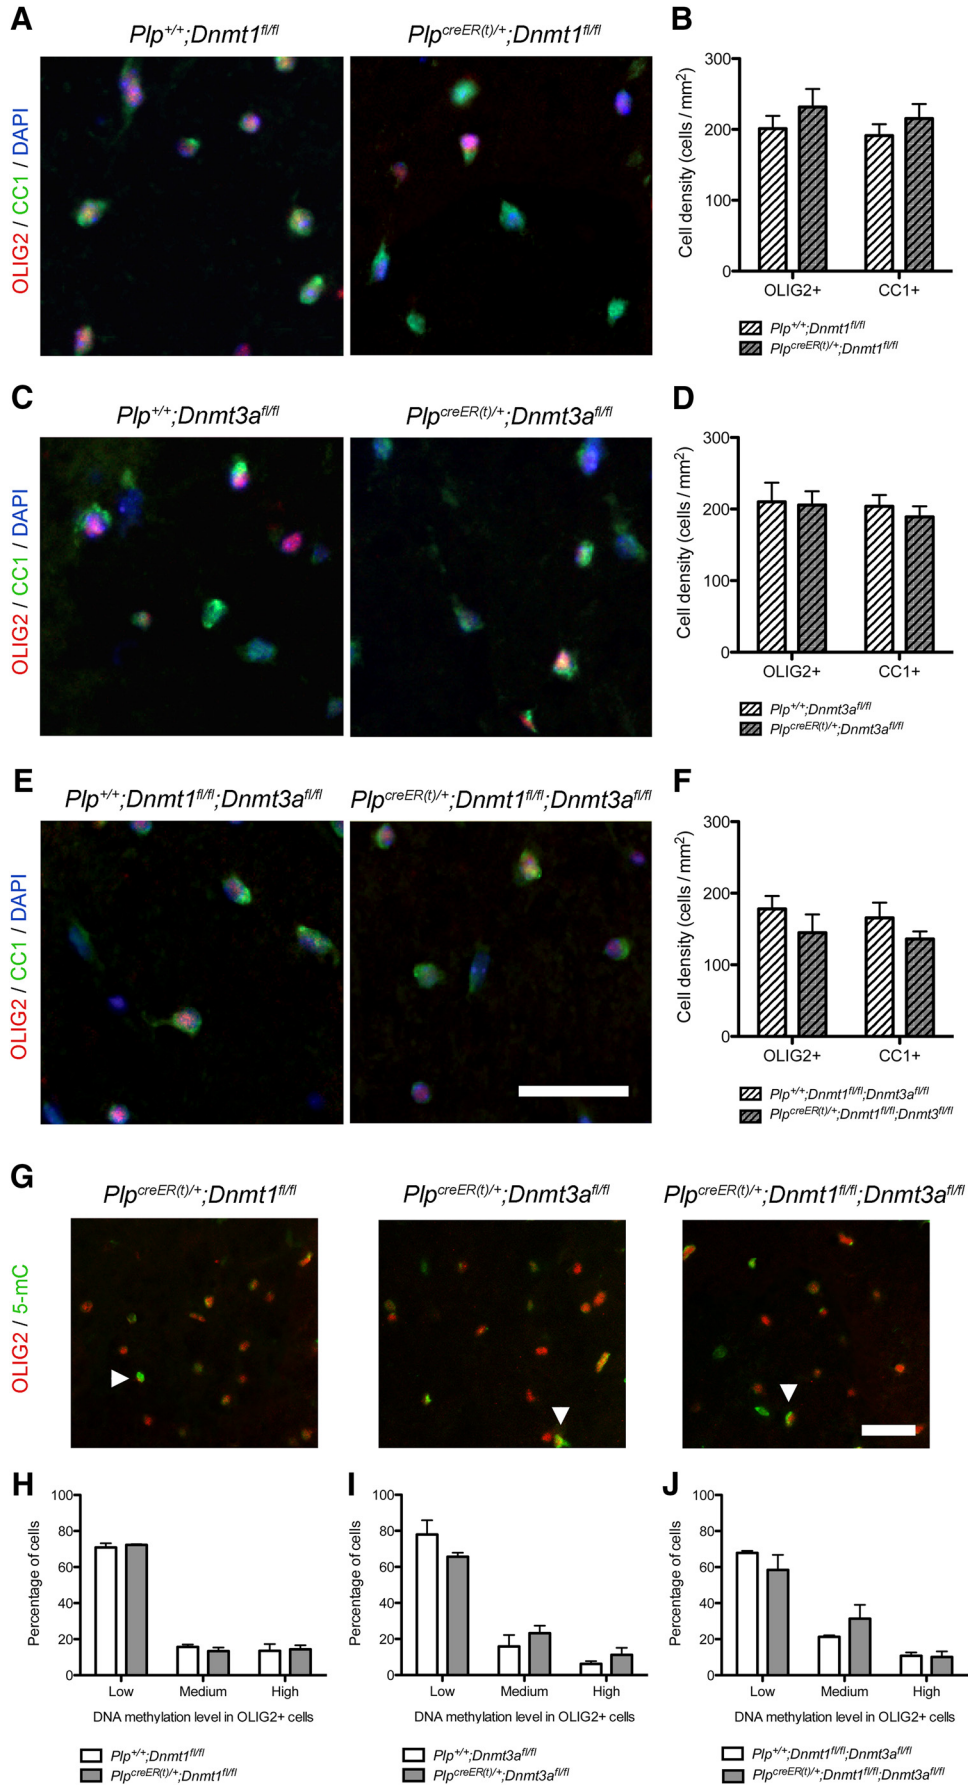 A
Plp+/+;Dnmt1fl/fl
PlpcreER(t)/+;Dnmt1fl/fl
OLIG2 / CC1 / DAPI
B
Cell density (cells / mm2)
300
200
100
0
OLIG2+ CC1+
Plp+/+;Dnmt1fl/fl
PlpcreER(t)/+;Dnmt1fl/fl
C
Plp+/+;Dnmt3afl/fl
PlpcreER(t)/+;Dnmt3afl/fl
OLIG2 / CC1 / DAPI
D
Cell density (cells / mm2)
300
200
100
0
OLIG2+ CC1+
Plp+/+;Dnmt3afl/fl
PlpcreER(t)/+;Dnmt3afl/fl
E
Plp+/+;Dnmt1fl/fl;Dnmt3afl/fl
PlpcreER(t)/+;Dnmt1fl/fl;Dnmt3afl/fl
OLIG2 / CC1 / DAPI
F
Cell density (cells / mm2)
300
200
100
0
OLIG2+ CC1+
Plp+/+;Dnmt1fl/fl;Dnmt3afl/fl
PlpcreER(t)/+;Dnmt1fl/fl;Dnmt3fl/fl
G
PlpcreER(t)/+;Dnmt1fl/fl
PlpcreER(t)/+;Dnmt3afl/fl
PlpcreER(t)/+;Dnmt1fl/fl;Dnmt3afl/fl
OLIG2 / 5-mC
H
Percentage of cells
100
80
60
40
20
0
Low Medium High
DNA methylation level in OLIG2+ cells
Plp+/+;Dnmt1fl/fl
PlpcreER(t)/+;Dnmt1fl/fl
I
Percentage of cells
100
80
60
40
20
0
Low Medium High
DNA methylation level in OLIG2+ cells
Plp+/+;Dnmt3afl/fl
PlpcreER(t)/+;Dnmt3afl/fl
J
Percentage of cells
100
80
60
40
20
0
Low Medium High
DNA methylation level in OLIG2+ cells
Plp+/+;Dnmt1fl/fl;Dnmt3afl/fl
PlpcreER(t)/+;Dnmt1fl/fl;Dnmt3afl/fl